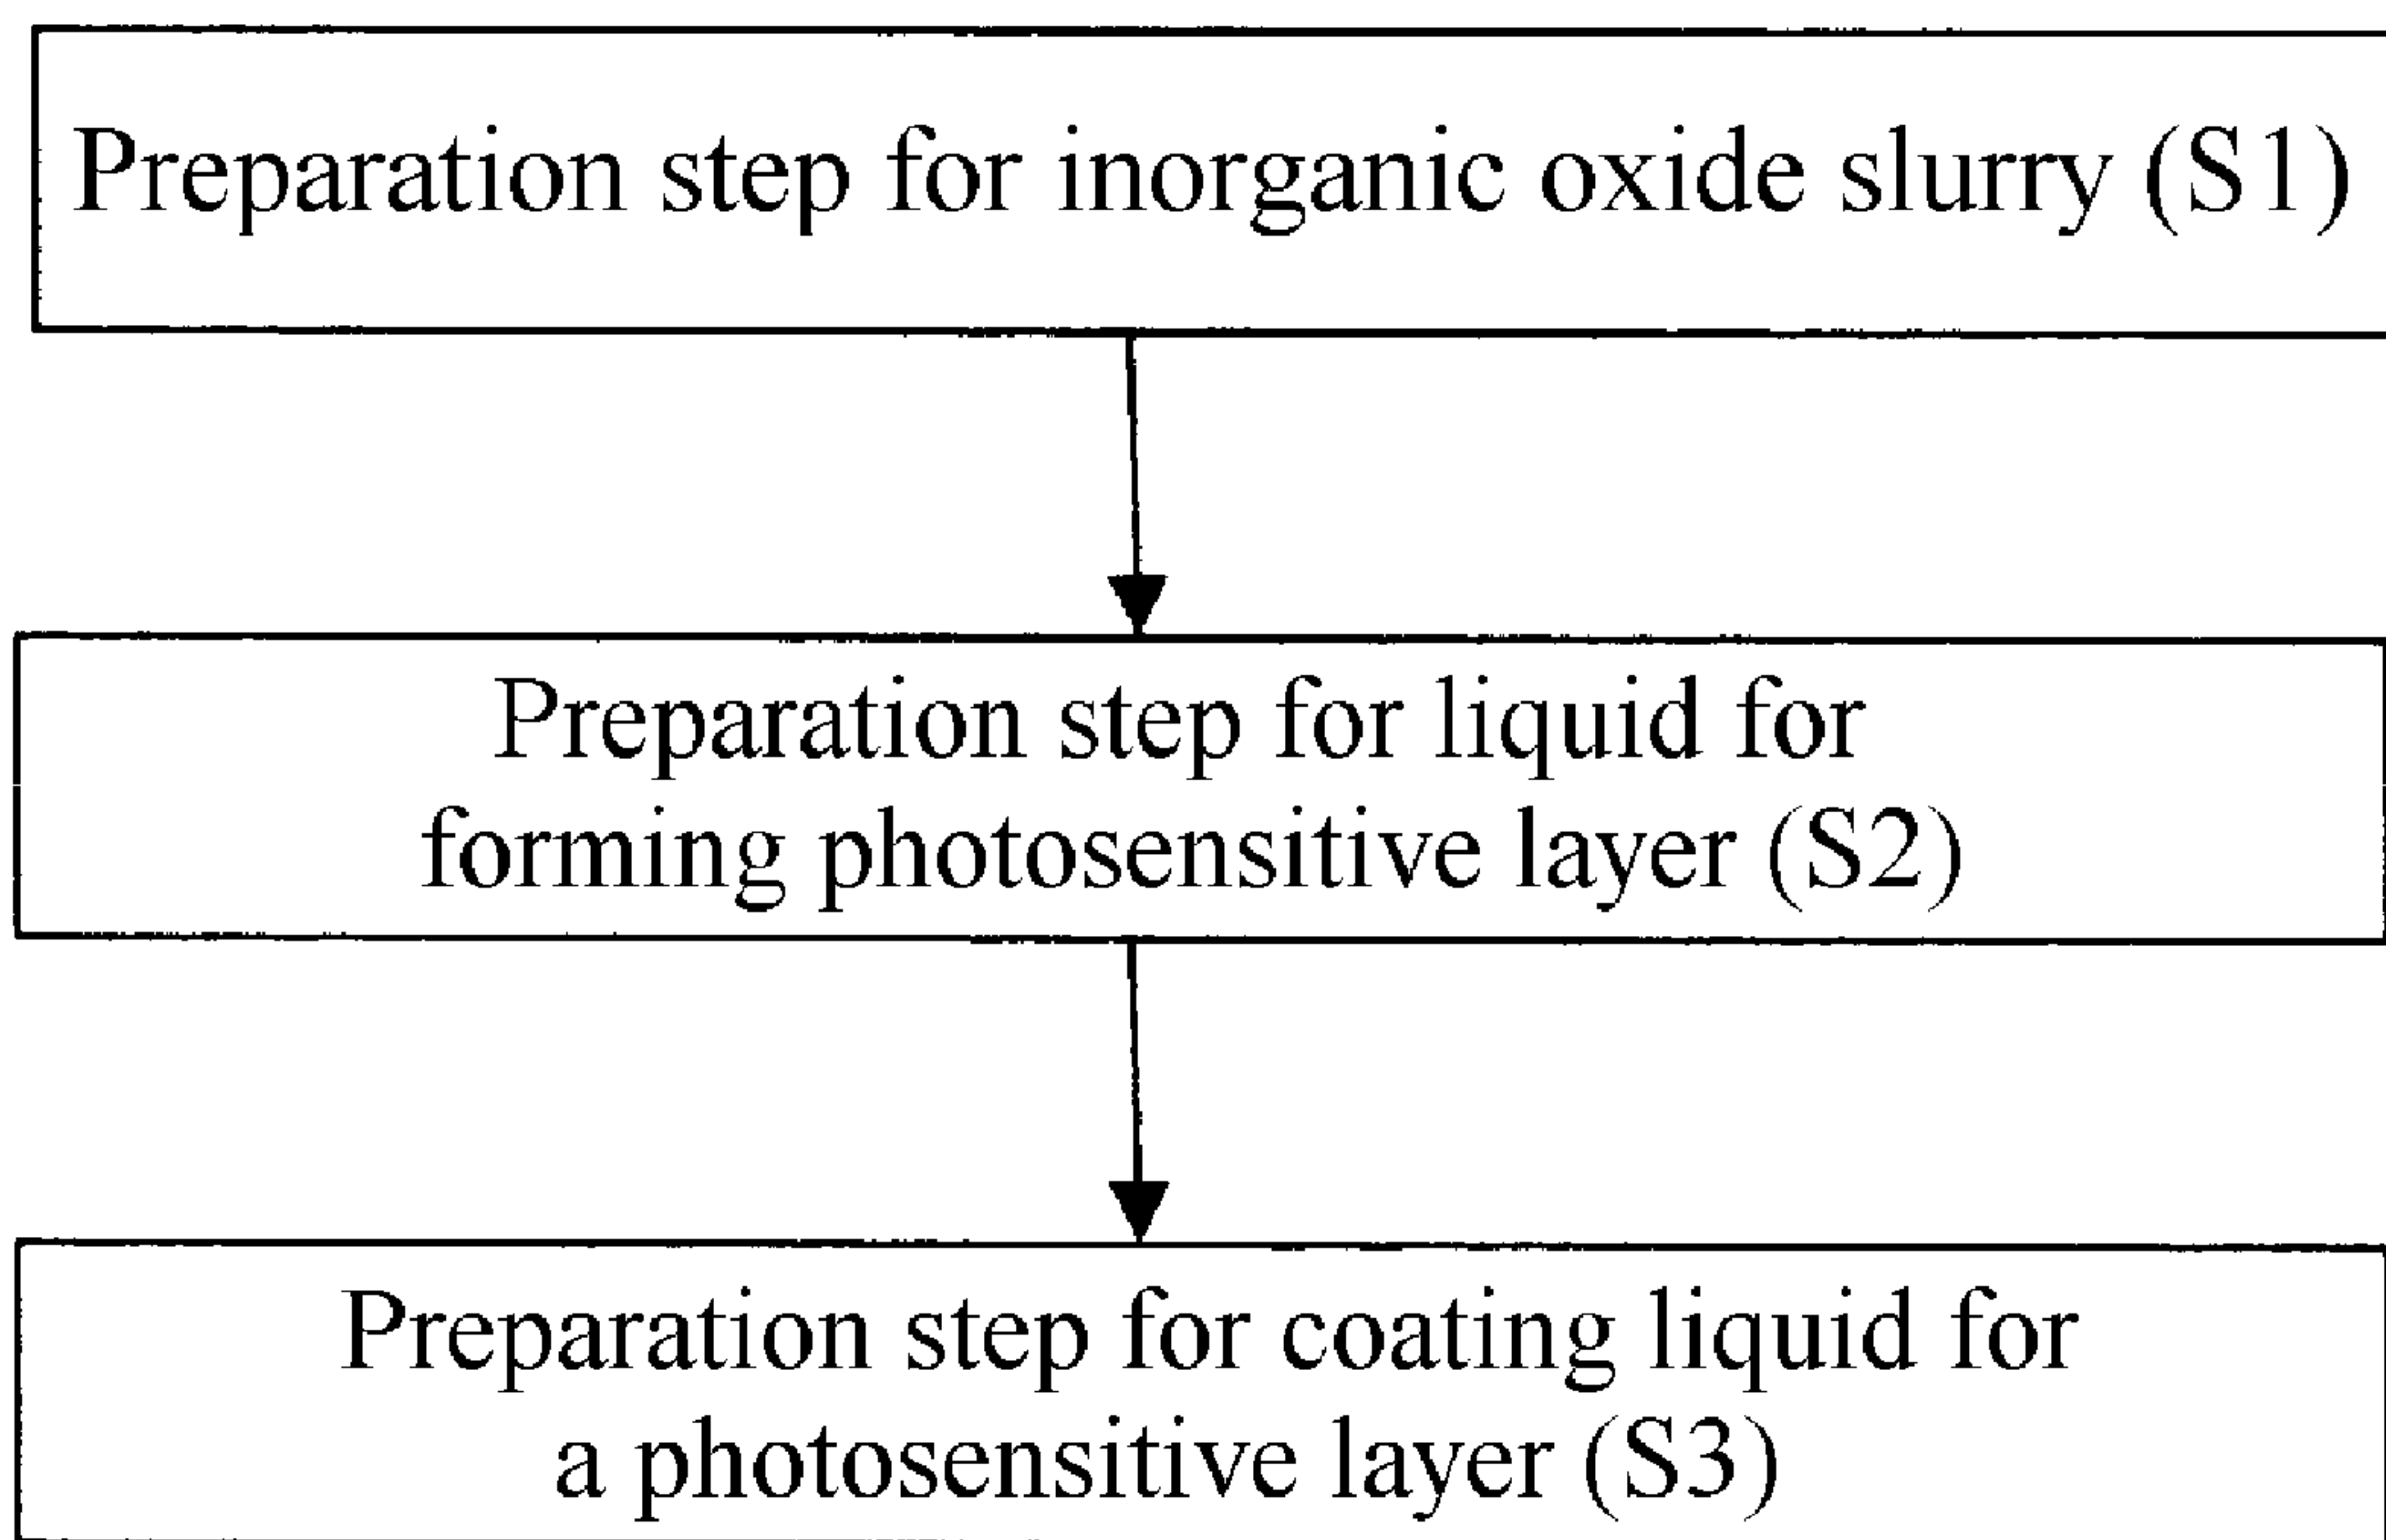 Preparation step for inorganic oxide slurry (S1)
Preparation step for liquid for
forming photosensitive layer (S2)
Preparation step for coating liquid for
a photosensitive layer (S3)